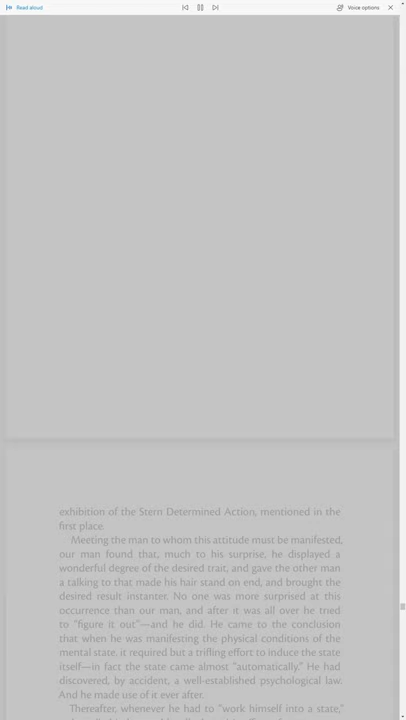 Read aloud
Voice options
exhibition of the Stern Determined Action, mentioned in the
first place.
Meeting the man to whom this attitude must be manifested,
our man found that, much to his surprise, he displayed a
wonderful degree of the desired trait, and gave the other man
a talking to that made his hair stand on end, and brought the
desired result instanter. No one was more surprised at this
occurrence than our man, and after it was all over he tried
to "figure it out"—and he did. He came to the conclusion
that when he was manifesting the physical conditions of the
mental state, it required but a trifling effort to induce the state
itself—in fact the state came almost "automatically." He had
discovered, by accident, a well-established psychological law.
And he made use of it ever after.
Thereafter, whenever he had to "work himself into a state,"